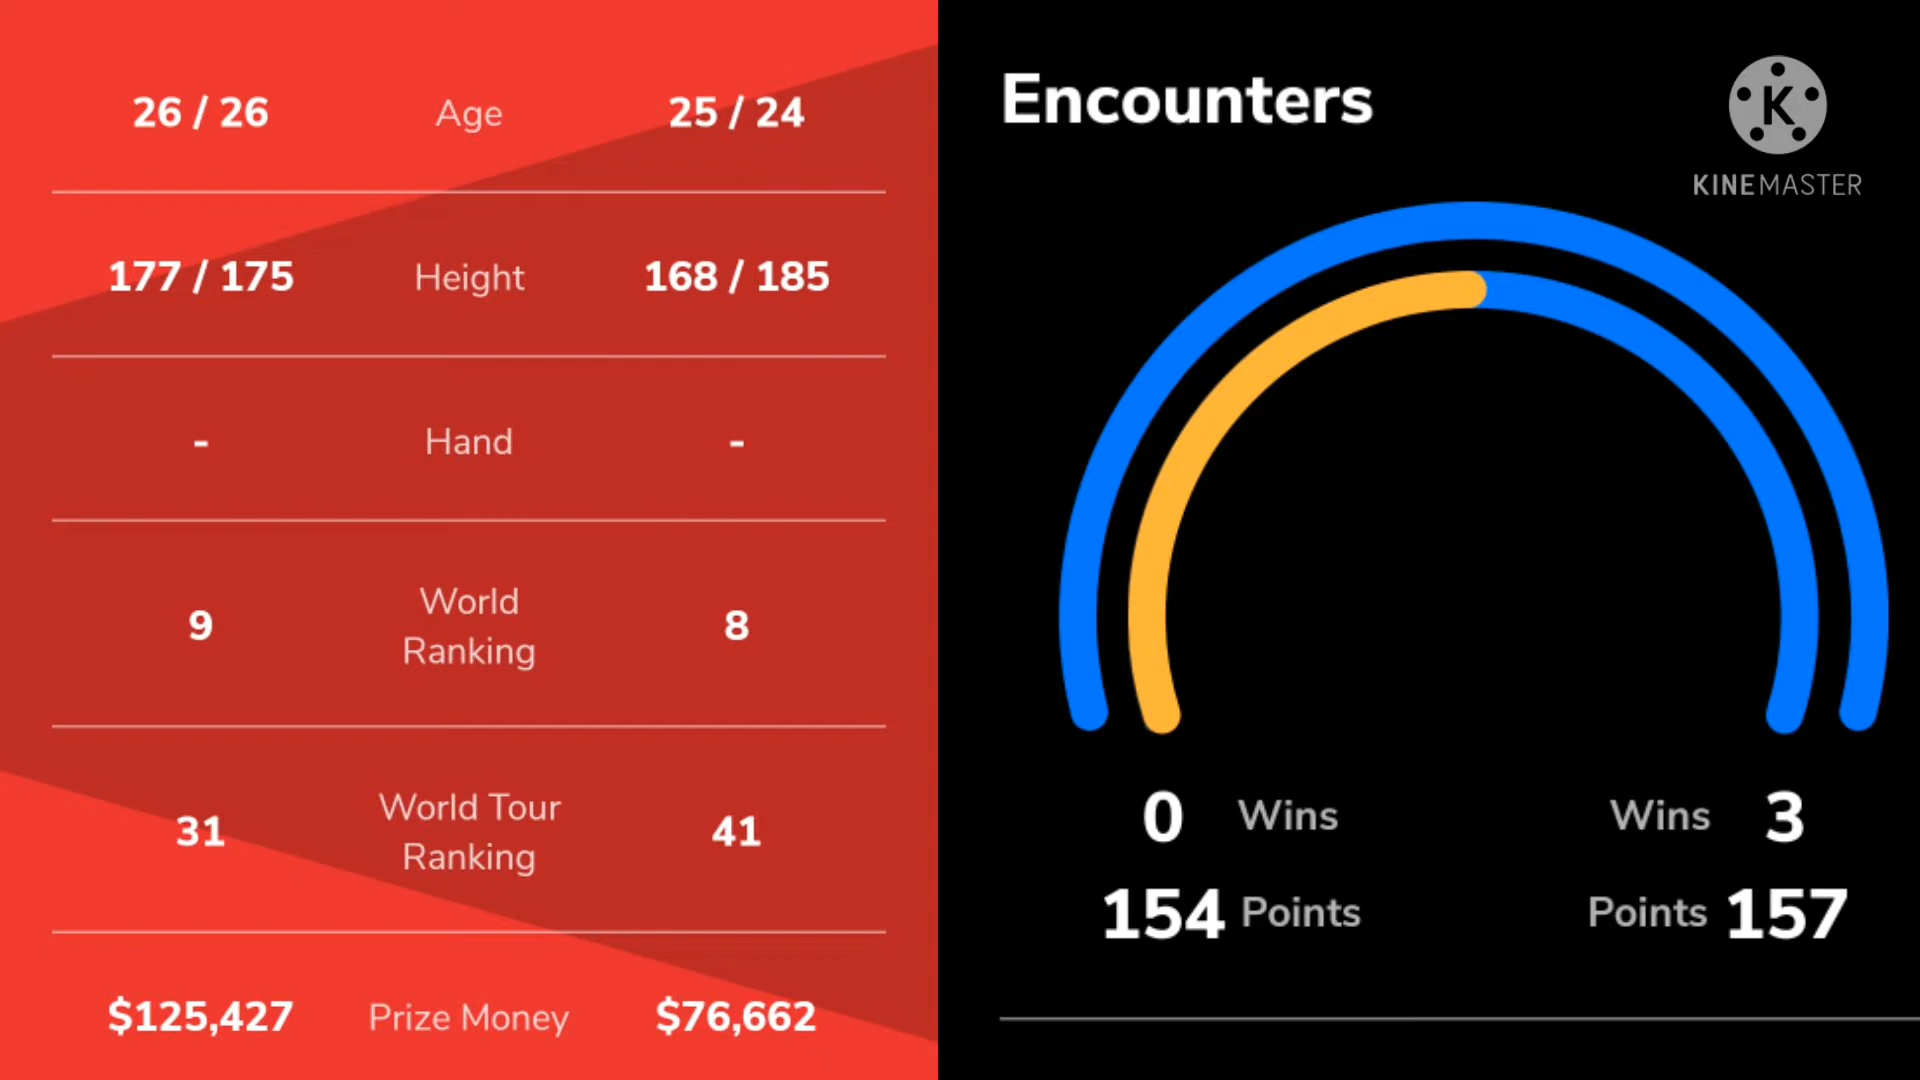 26 / 26 Age 25 / 24
177 / 175 Height 168 / 185
- Hand -
9 World Ranking 8
31 World Tour Ranking 41
$125,427 Prize Money $76,662
Encounters
K
KINEMASTER
0 Wins Wins 3
154 Points Points 157